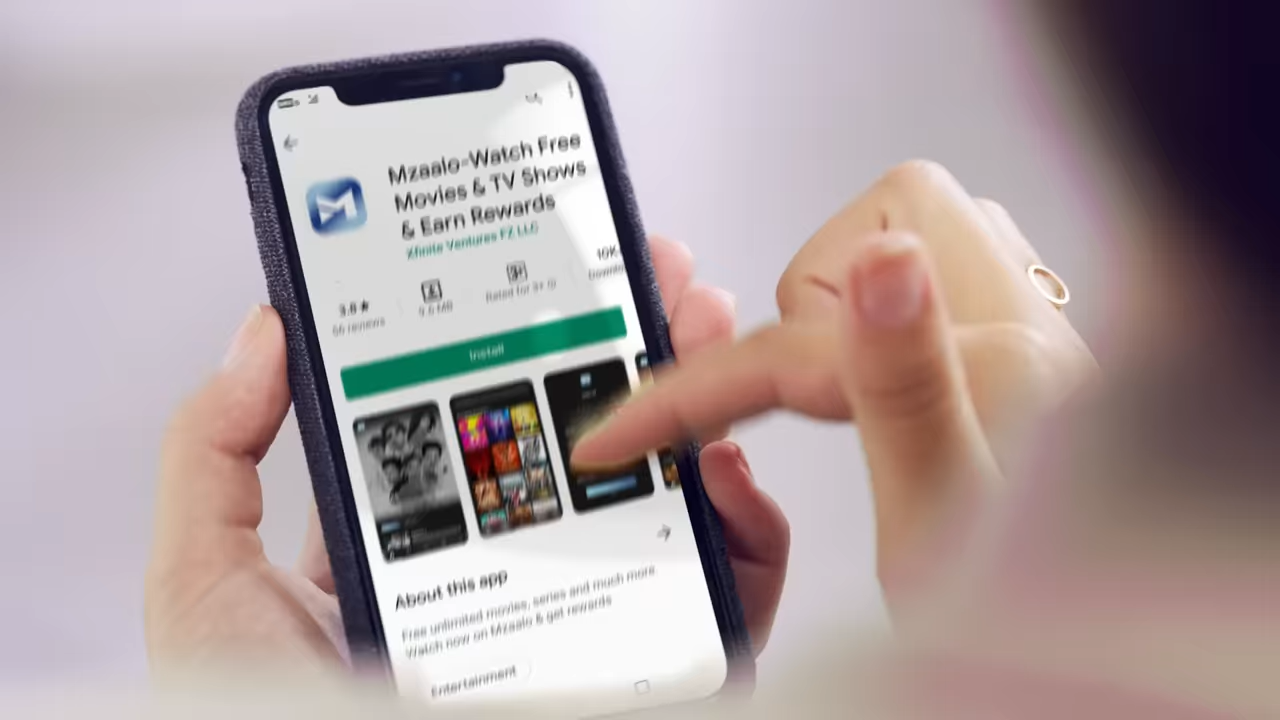 Mzaalo-Watch Free
Movies & TV Shows
& Earn Rewards
Xfinite Ventures FZ LLC
3.8★
10K
reviews
MB
Rated for 3+
Install
About this app
Free unlimited movies, series and much more
Watch now on Mzaalo & get rewards
Entertainment